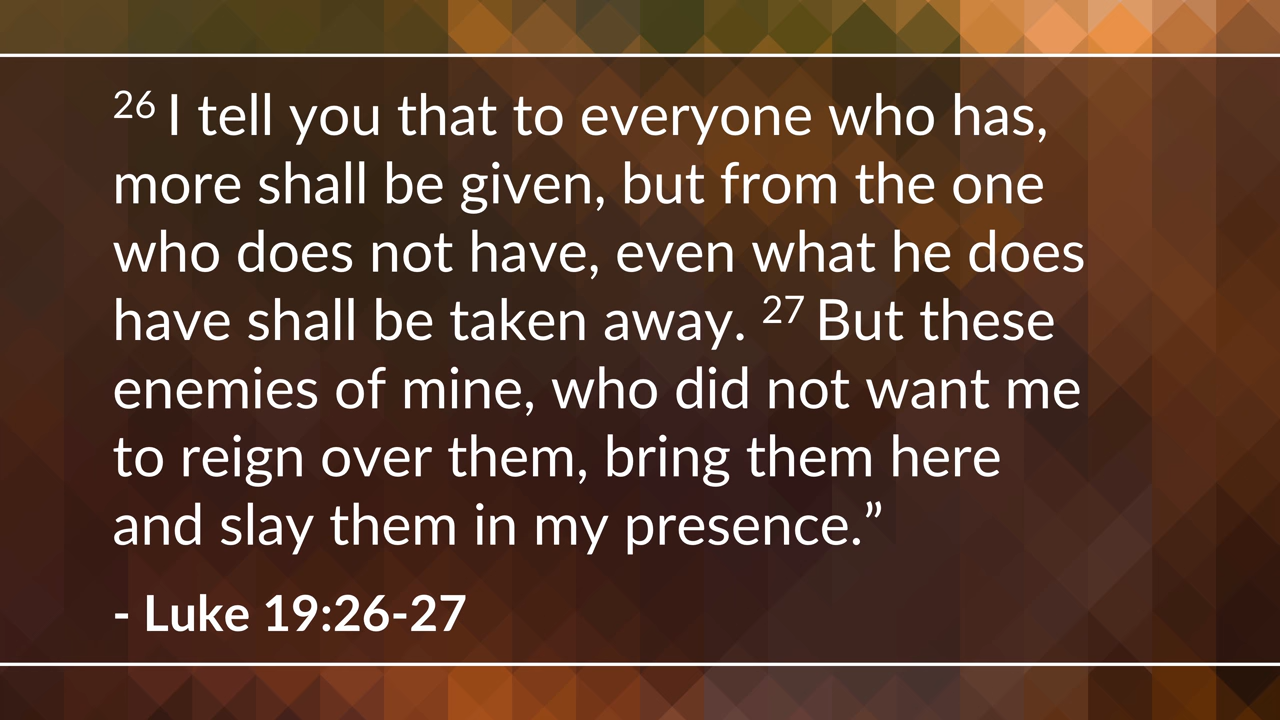 26 I tell you that to everyone who has,
more shall be given, but from the one
who does not have, even what he does
have shall be taken away. 27 But these
enemies of mine, who did not want me
to reign over them, bring them here
and slay them in my presence.”
- Luke 19:26-27